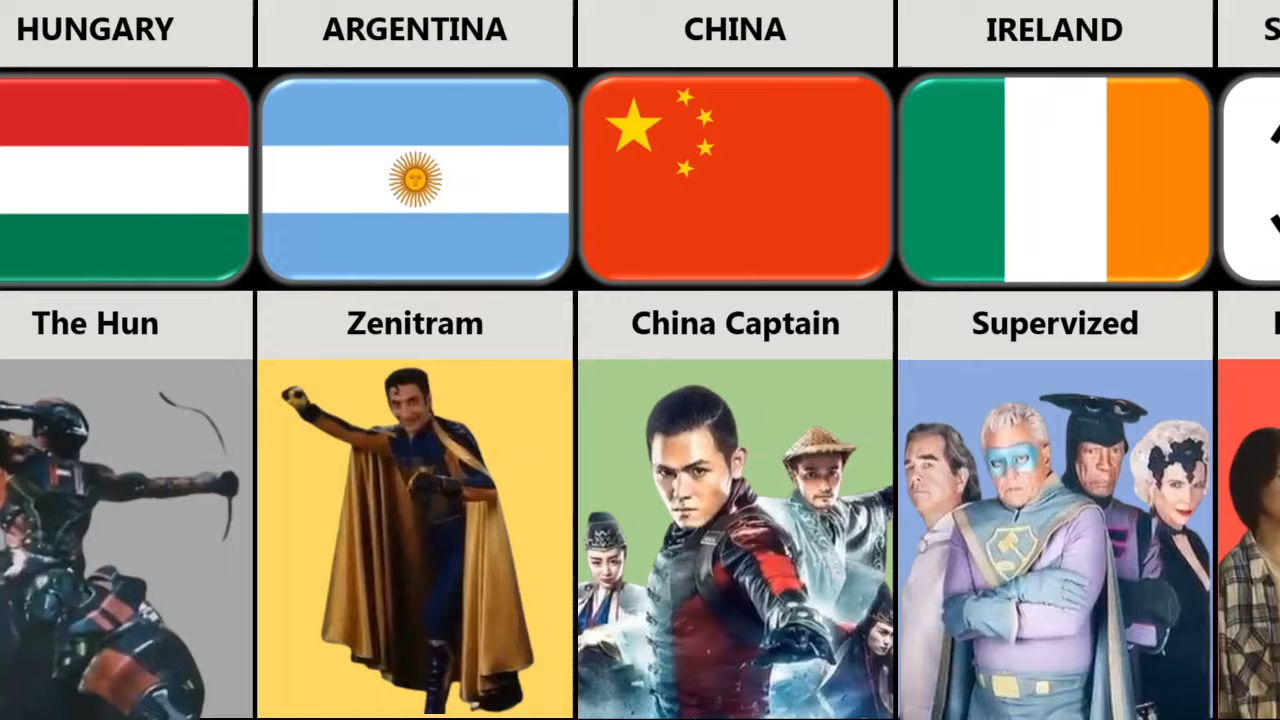 HUNGARY
ARGENTINA
CHINA
IRELAND
S
The Hun
Zenitram
China Captain
Supervized